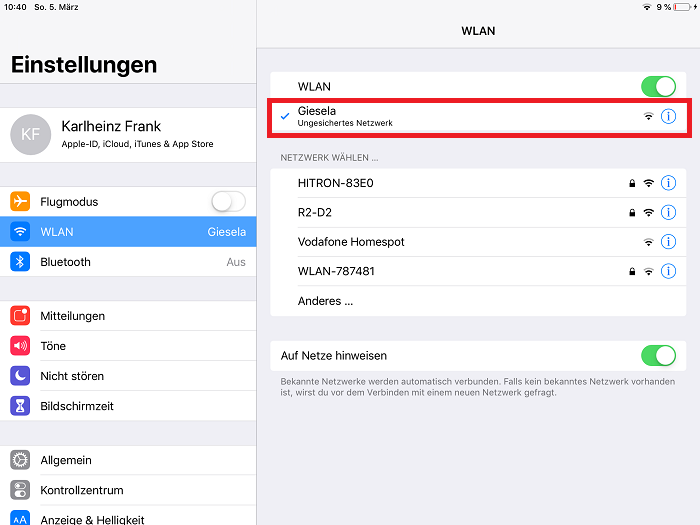 10:40 So. 5. März
9 %
Einstellungen
KF
Karlheinz Frank
Apple-ID, iCloud, iTunes & App Store
Flugmodus
WLAN Giesela
Bluetooth Aus
Mitteilungen
Töne
Nicht stören
Bildschirmzeit
Allgemein
Kontrollzentrum
AA Anzeige & Helligkeit
WLAN
WLAN
Giesela
Ungesichertes Netzwerk
NETZWERK WÄHLEN ...
HITRON-83E0
R2-D2
Vodafone Homespot
WLAN-787481
Anderes ...
Auf Netze hinweisen
Bekannte Netzwerke werden automatisch verbunden. Falls kein bekanntes Netzwerk vorhanden
ist, wirst du vor dem Verbinden mit einem neuen Netzwerk gefragt.